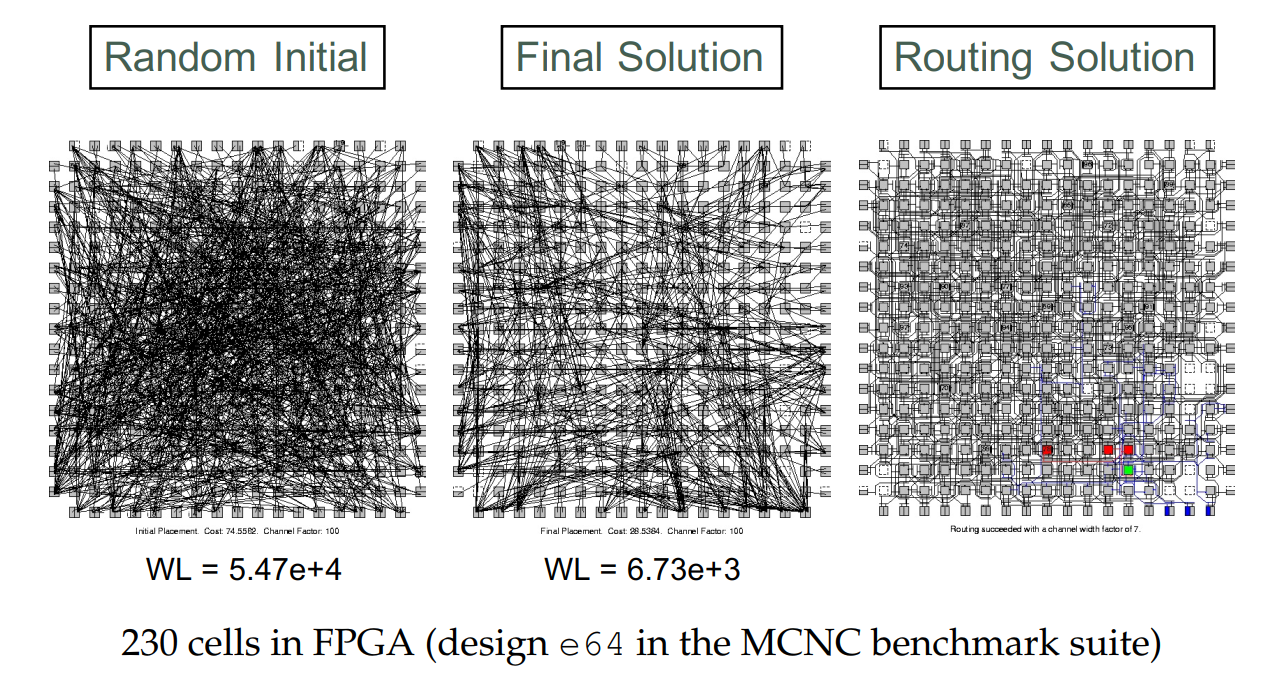 Random Initial
Final Solution
Routing Solution
Initial Placement. Cost: 74.5582. Channel Factor: 100
Final Placement. Cost: 28.5384. Channel Factor: 100
Routing succeeded with a channel width factor of 7.
WL = 5.47e+4
WL = 6.73e+3
230 cells in FPGA (design e64 in the MCNC benchmark suite)